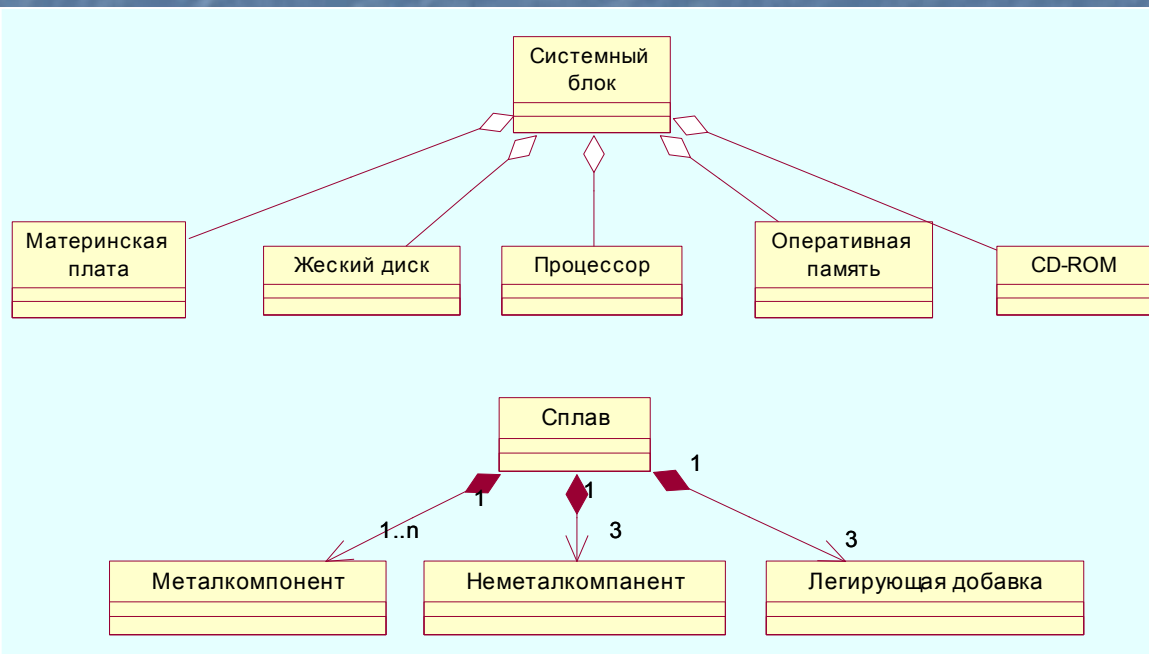 Системный
блок
Материнская
плата
Жеский диск
Процессор
Оперативная
память
CD-ROM
Сплав
1
1
1
1..n
3
3
Металкомпонент
Неметалкомпанент
Легирующая добавка